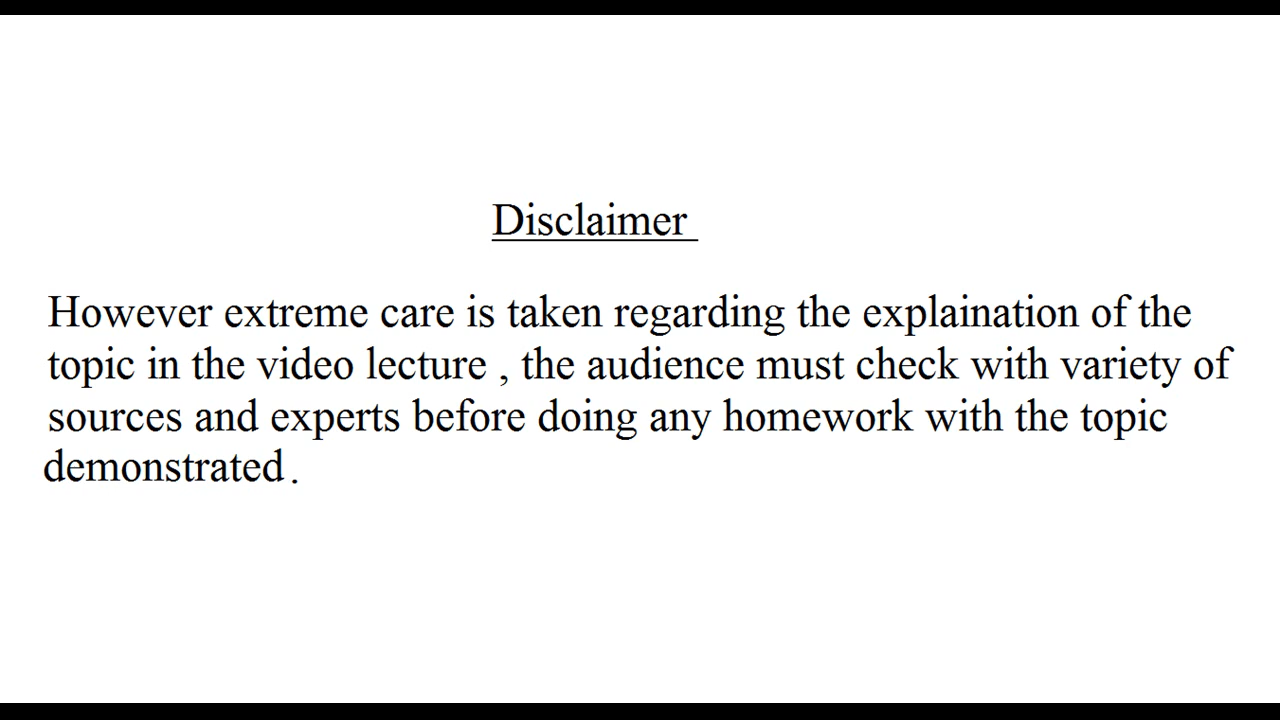 Disclaimer
However extreme care is taken regarding the explaination of the
topic in the video lecture , the audience must check with variety of
sources and experts before doing any homework with the topic
demonstrated .